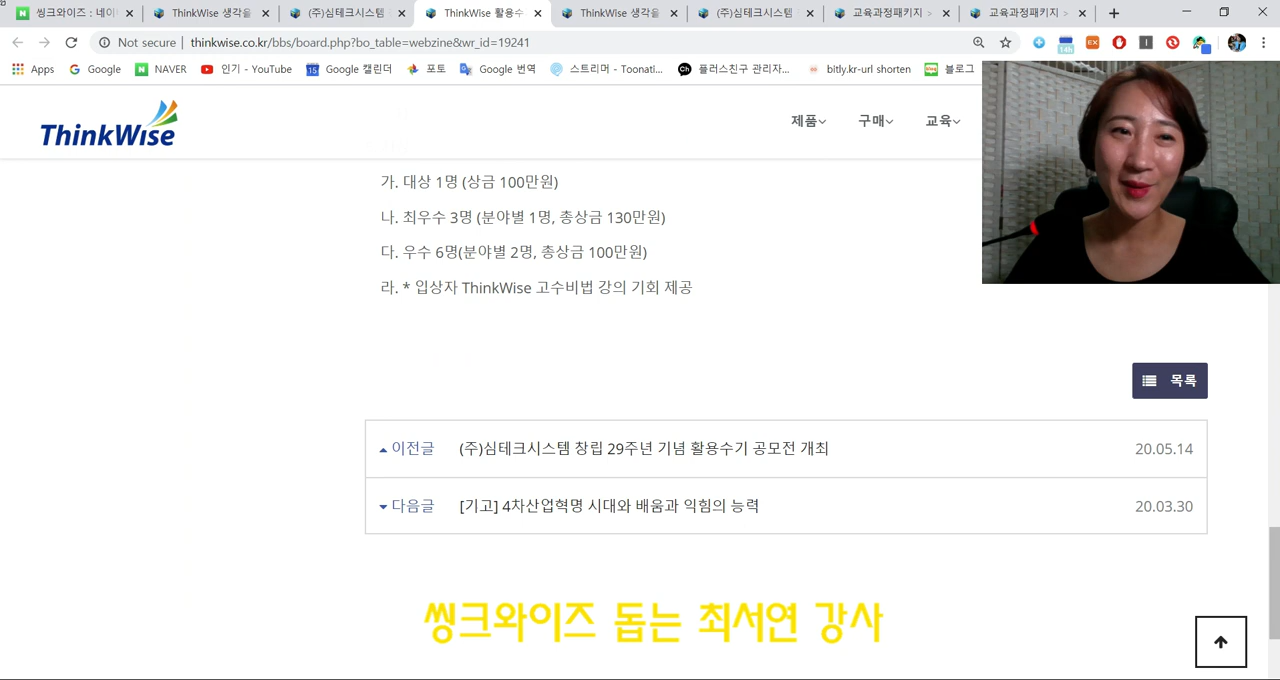 씽크와이즈 : 네이
ThinkWise 생각을
(주)심테크시스템
ThinkWise 활용수
ThinkWise 생각을
(주)심테크시스템
교육과정패키지 >
교육과정패키지 >
Not secure | thinkwise.co.kr/bbs/board.php?bo_table=webzine&wr_id=19241
14h
EX
Apps
Google
NAVER
인기 - YouTube
15 Google 캘린더
포토
Google 번역
스트리머 - Toonati...
Ch 플러스친구 관리자...
bitly.kr-url shorten
블로그
ThinkWise
제품
구매
교육
가. 대상 1명 (상금 100만원)
나. 최우수 3명 (분야별 1명, 총상금 130만원)
다. 우수 6명(분야별 2명, 총상금 100만원)
라. * 입상자 ThinkWise 고수비법 강의 기회 제공
목록
이전글 (주)심테크시스템 창립 29주년 기념 활용수기 공모전 개최 20.05.14
다음글 [기고] 4차산업혁명 시대와 배움과 익힘의 능력 20.03.30
씽크와이즈 돕는 최서연 강사